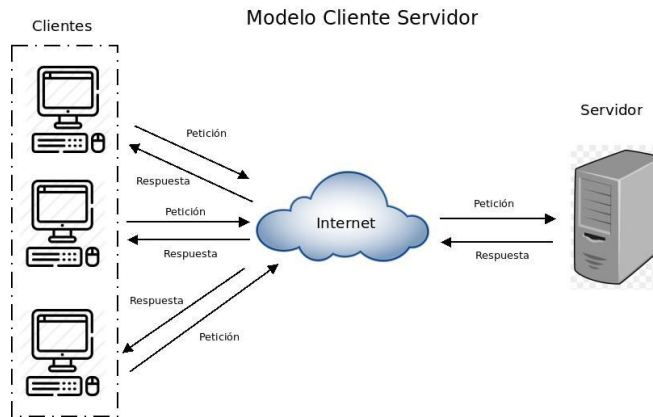 Modelo Cliente Servidor
Clientes
Servidor
Petición
Respuesta
Petición
Respuesta
Internet
Petición
Respuesta
Respuesta
Petición